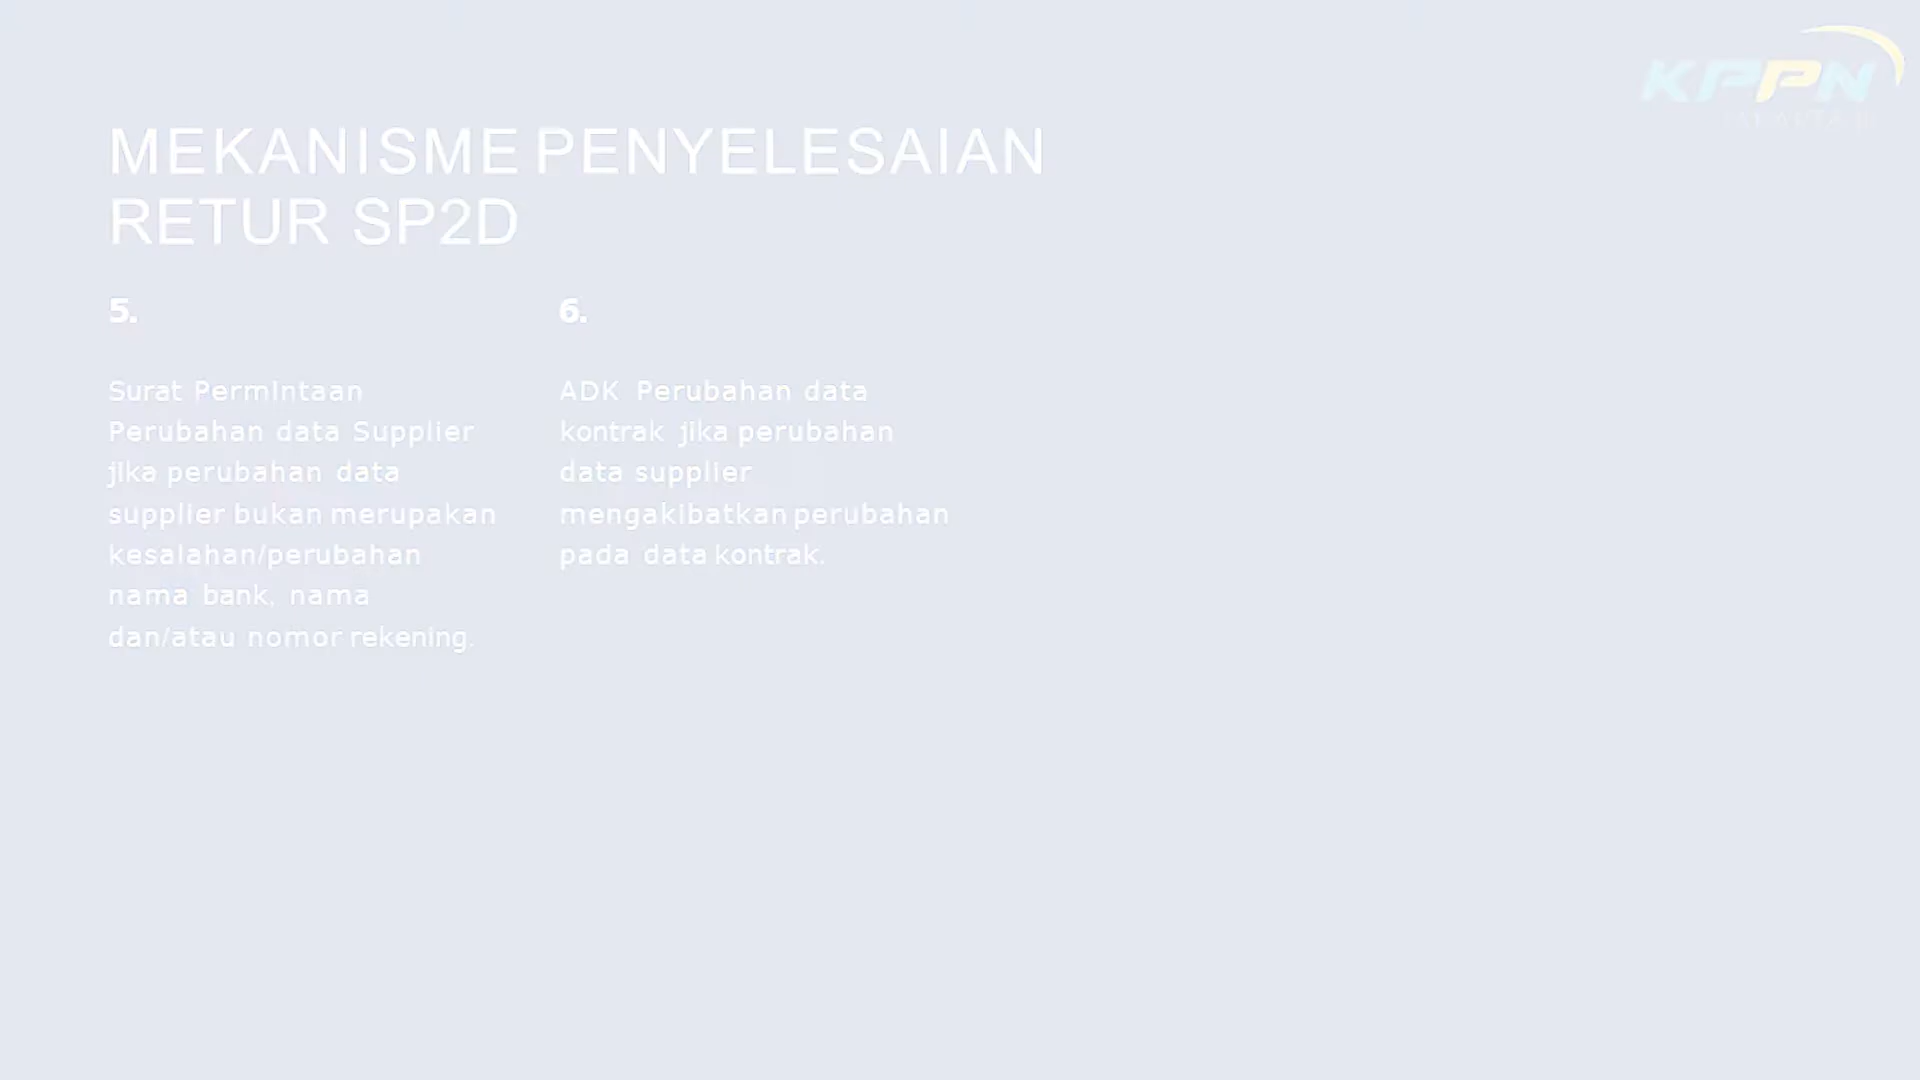 KPPN
MEKANISME PENYELESAIAN
RETUR SP2D
5.
Surat Permintaan
Perubahan data Supplier
jika perubahan data
supplier bukan merupakan
kesalahan/perubahan
nama bank, nama
dan/atau nomor rekening.
6.
ADK Perubahan data
kontrak jika perubahan
data supplier
mengakibatkan perubahan
pada data kontrak.